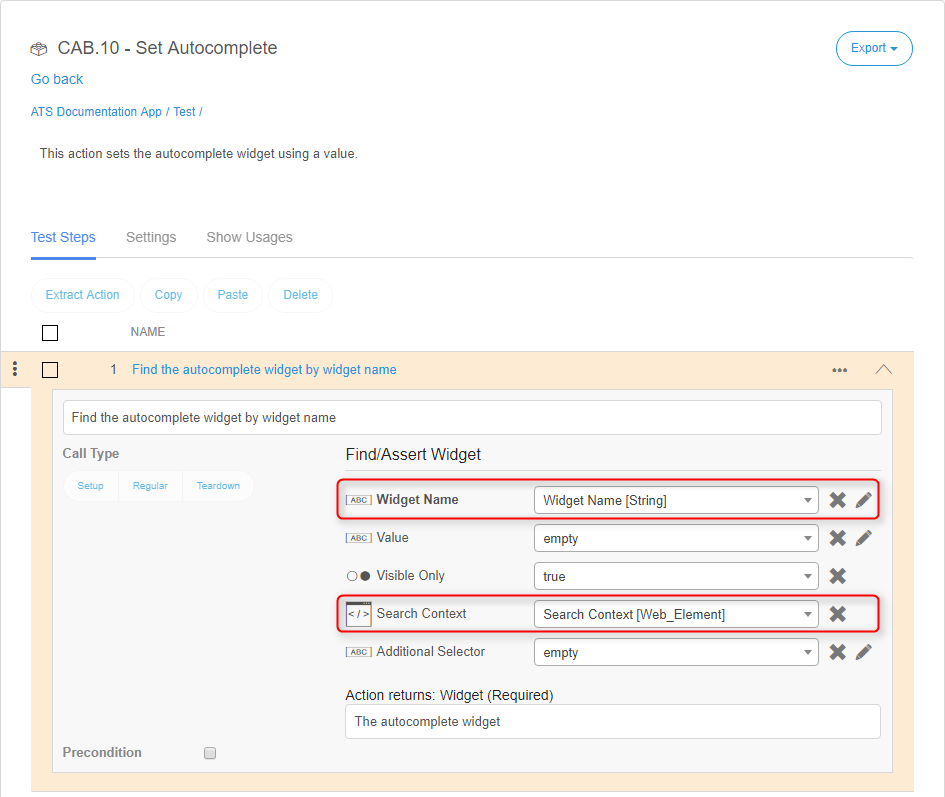 CAB.10 - Set Autocomplete
Export
Go back
ATS Documentation App / Test /
This action sets the autocomplete widget using a value.
Test Steps Settings Show Usages
Extract Action Copy Paste Delete
NAME
1 Find the autocomplete widget by widget name
Find the autocomplete widget by widget name
Call Type
Find/Assert Widget
Setup Regular Teardown
ABC Widget Name Widget Name [String]
ABC Value empty
Visible Only true
</> Search Context Search Context [Web_Element]
ABC Additional Selector empty
Action returns: Widget (Required)
The autocomplete widget
Precondition